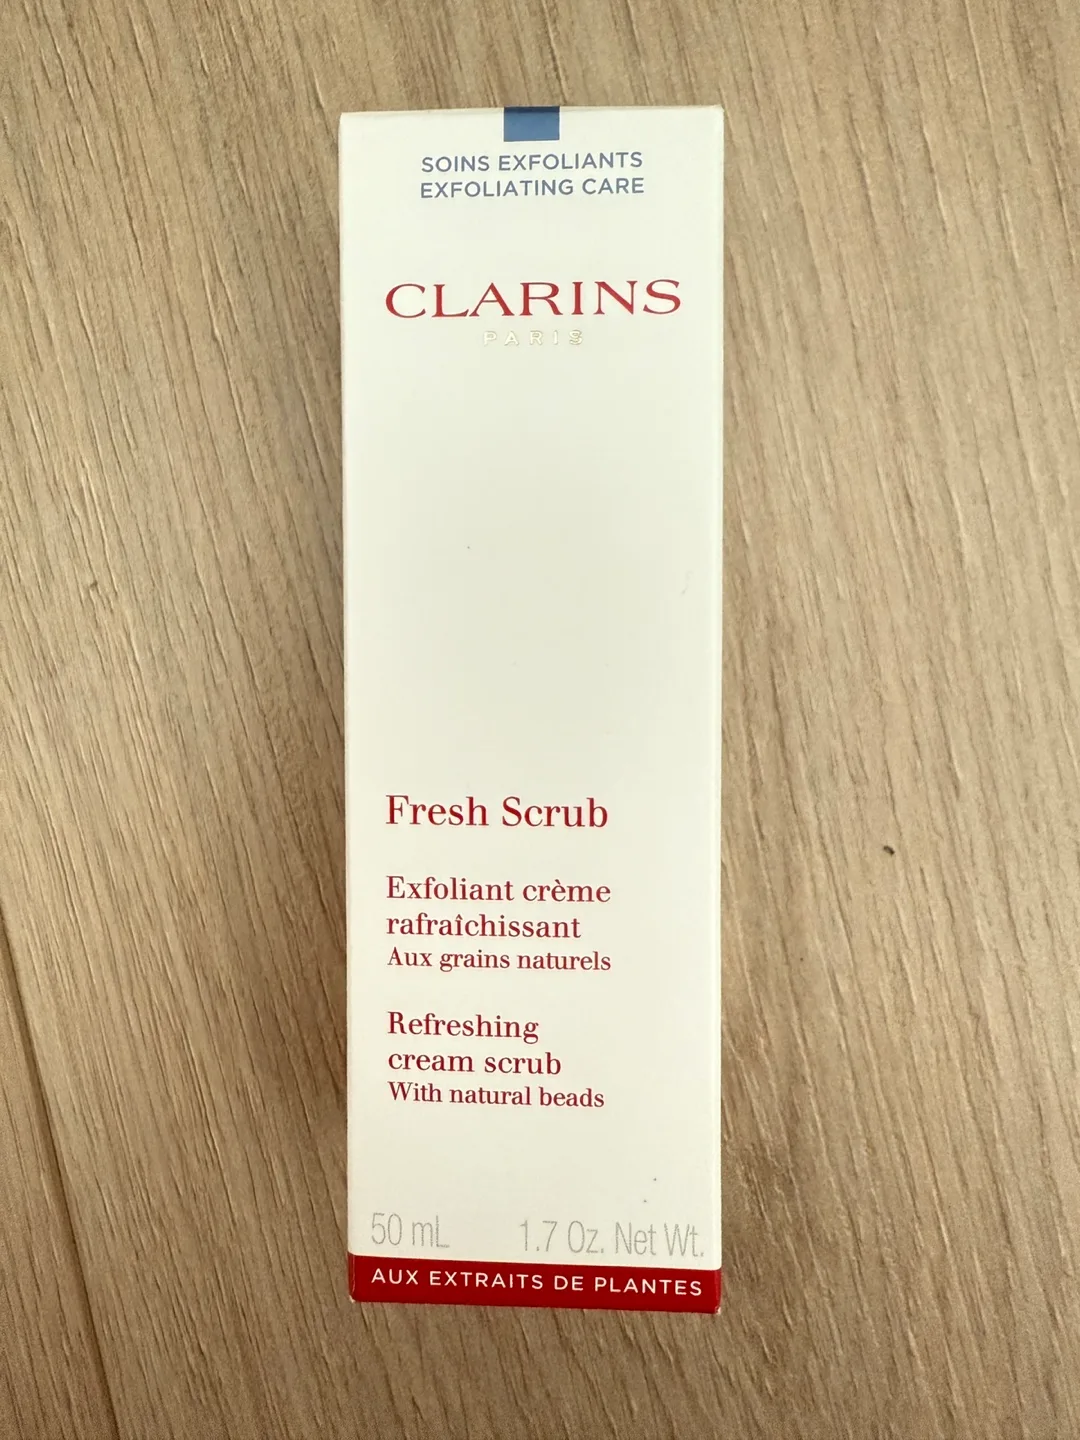 SOINS EXFOLIANTS
EXFOLIATING CARE
CLARINS
PARIS
Fresh Scrub
Exfoliant crème
rafraîchissant
Aux grains naturels
Refreshing
cream scrub
With natural beads
50 mL 1.7 Oz. Net Wt.
AUX EXTRAITS DE PLANTES